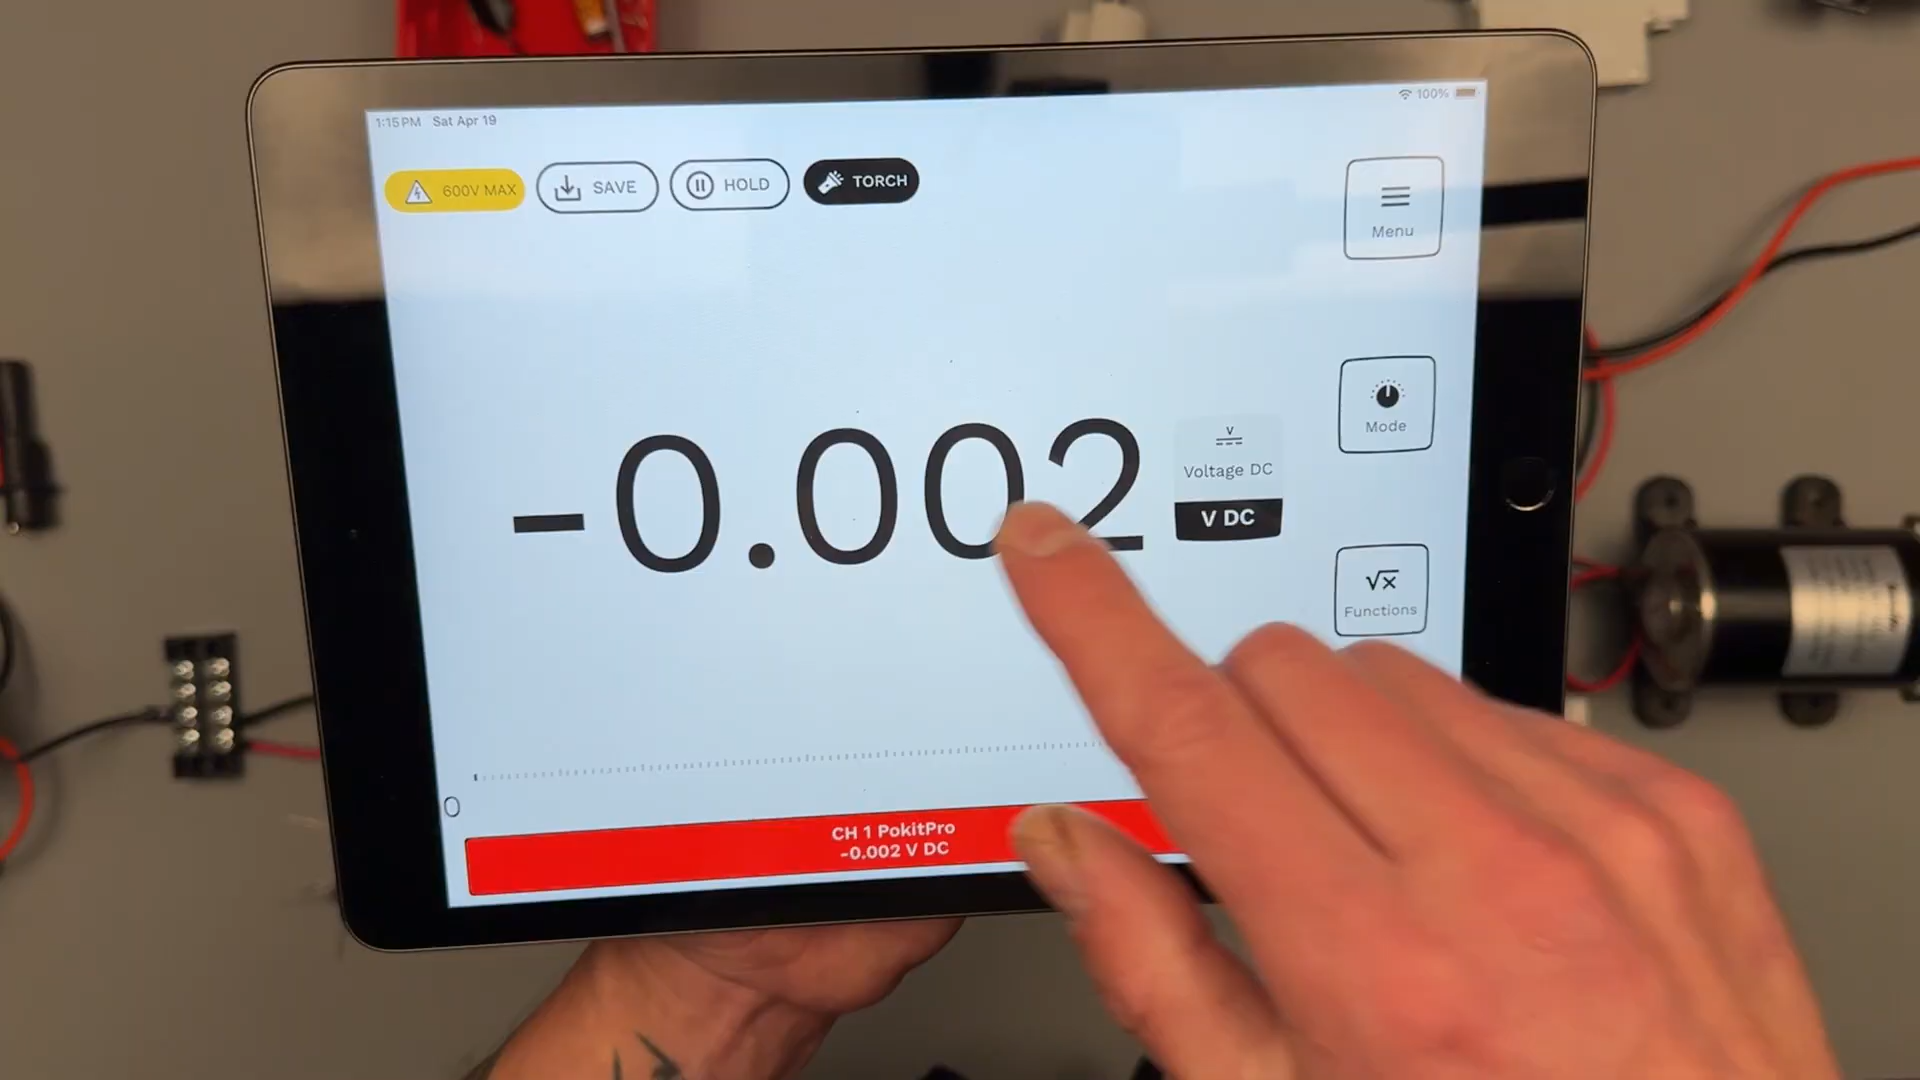 1:15 PM Sat Apr 19
100%
600V MAX
SAVE
HOLD
TORCH
Menu
-0.002
V
Voltage DC
V DC
Mode
√x
Functions
0
CH 1 PokitPro
-0.002 V DC